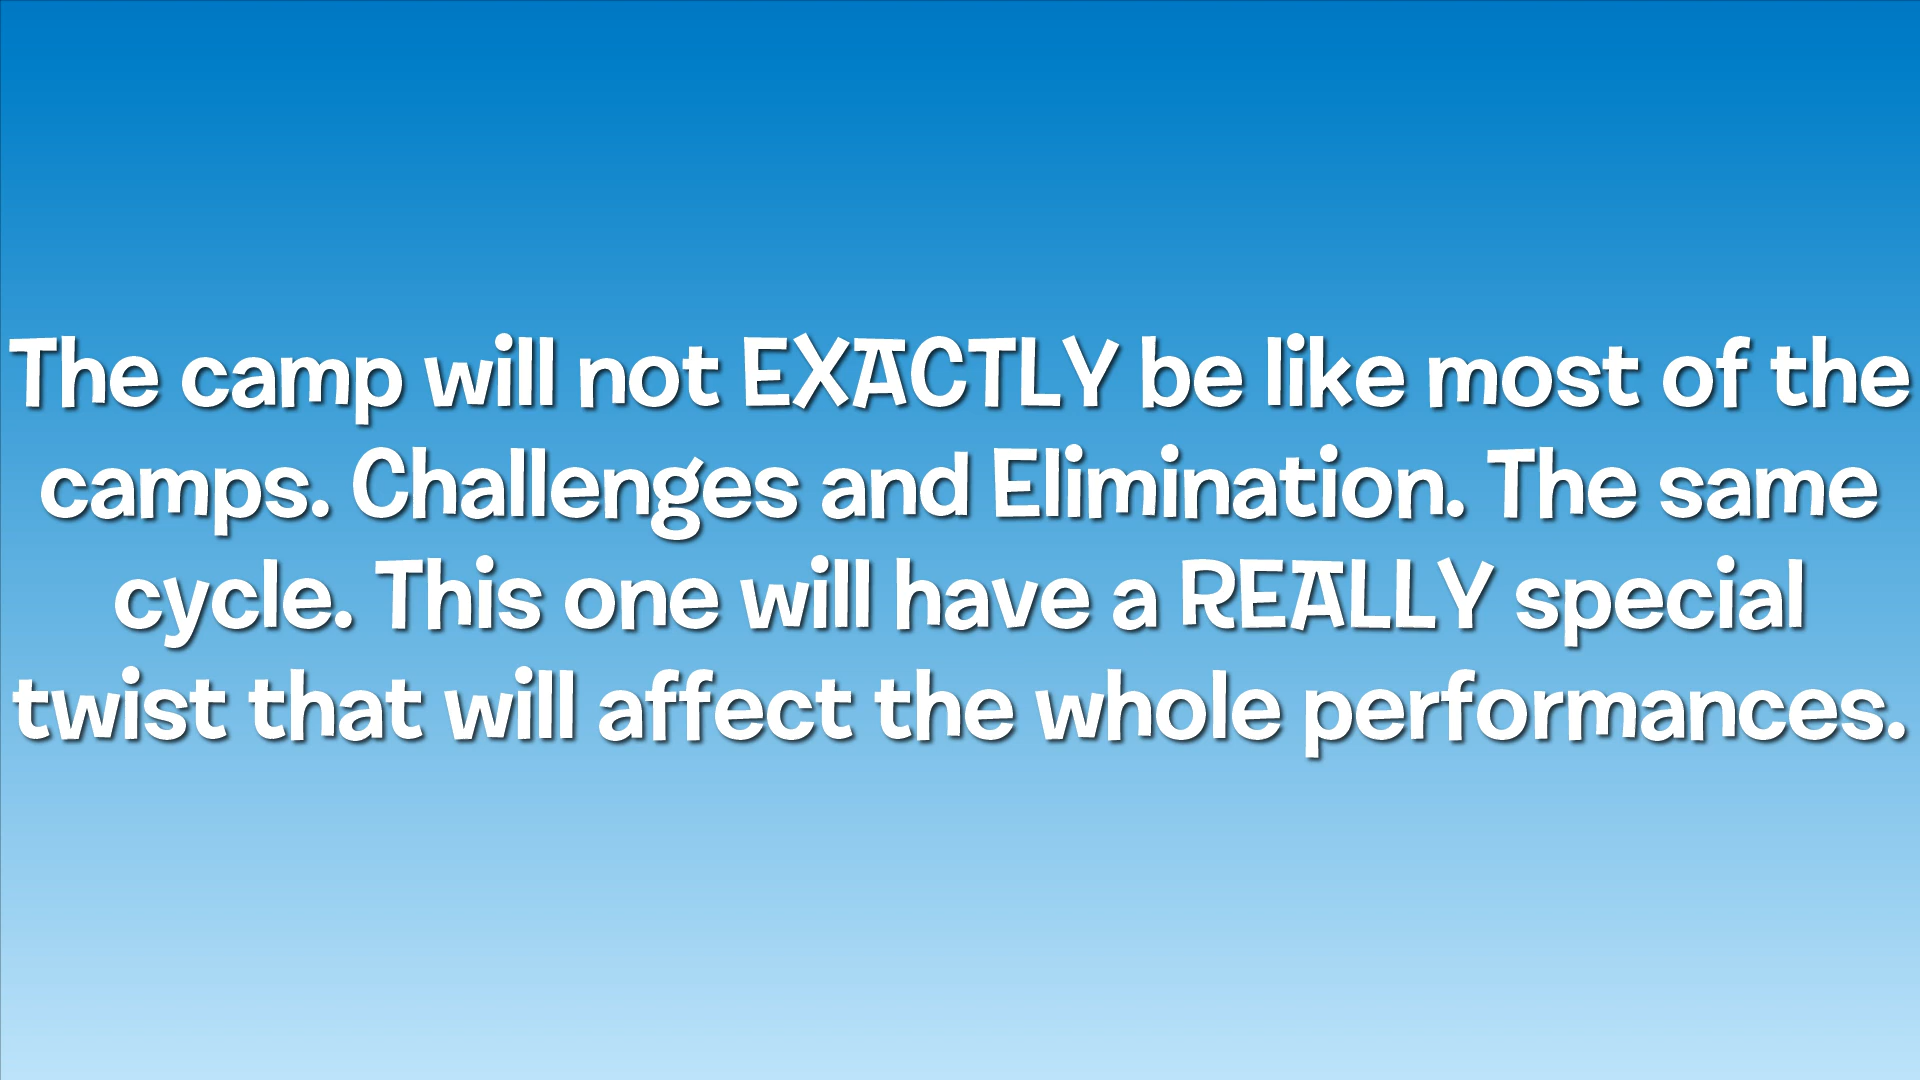 The camp will not EXACTLY be like most of the
camps. Challenges and Elimination. The same
cycle. This one will have a REALLY special
twist that will affect the whole performances.